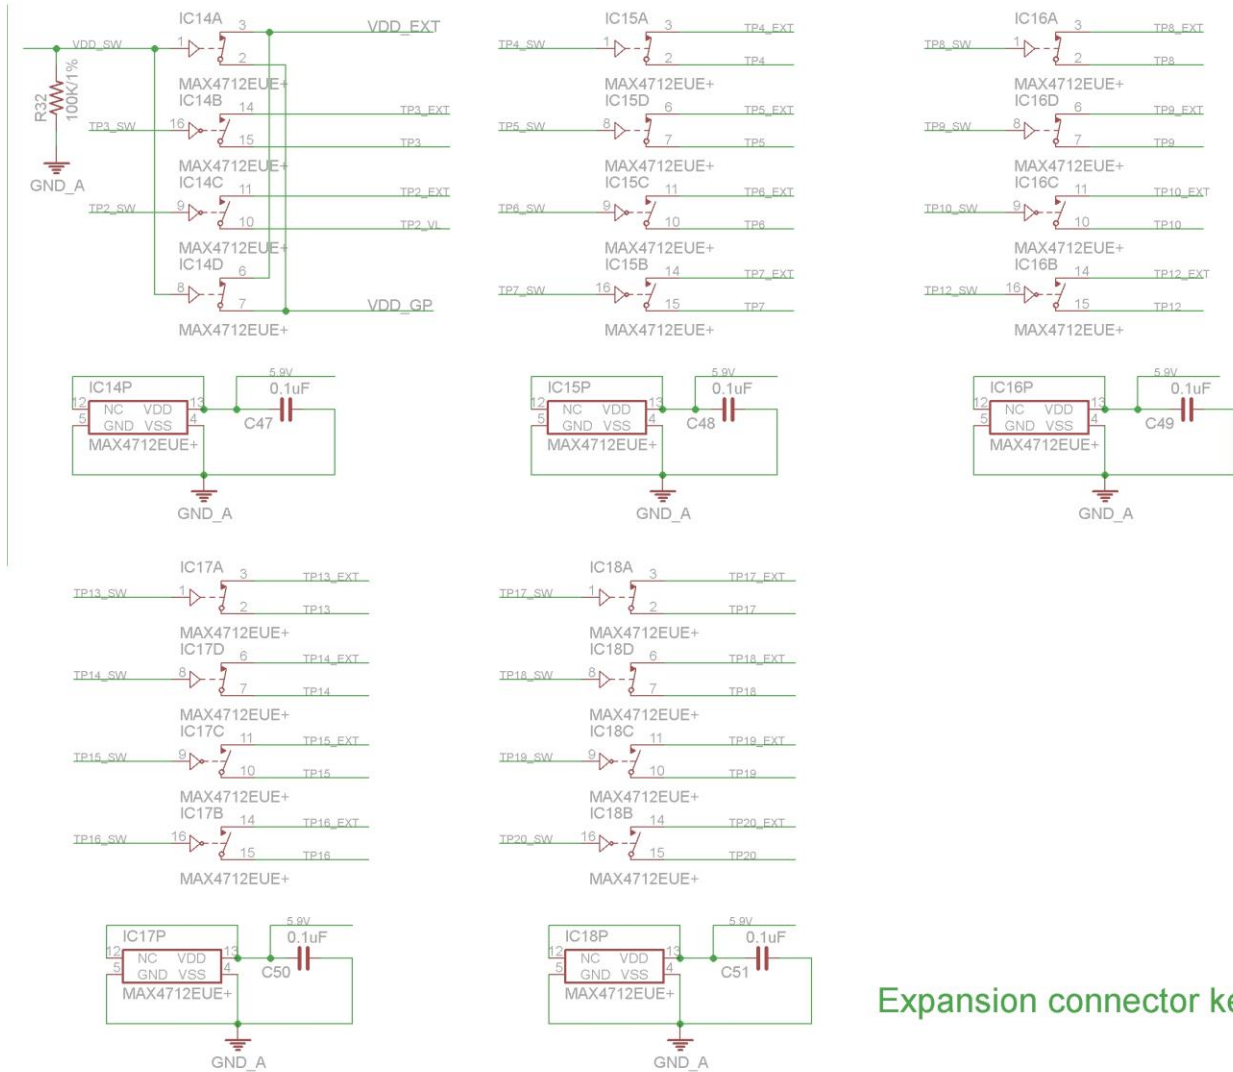 IC14A
3
VDD_EXT
VDD_SW
1
2
MAX4712EUE+
R32
100K/1%
GND_A
IC14B
14
TP3_EXT
TP3_SW
16
15
TP3
MAX4712EUE+
IC14C
11
TP2_EXT
TP2_SW
9
10
TP2_VL
MAX4712EUE+
IC14D
6
8
7
VDD_GP
MAX4712EUE+
IC15A
3
TP4_EXT
TP4_SW
1
2
TP4
MAX4712EUE+
IC15D
6
TP5_EXT
TP5_SW
8
7
TP5
MAX4712EUE+
IC15C
11
TP6_EXT
TP6_SW
9
10
TP6
MAX4712EUE+
IC15B
14
TP7_EXT
TP7_SW
16
15
TP7
MAX4712EUE+
IC16A
3
TP8_EXT
TP8_SW
1
2
TP8
MAX4712EUE+
IC16D
6
TP9_EXT
TP9_SW
8
7
TP9
MAX4712EUE+
IC16C
11
TP10_EXT
TP10_SW
9
10
TP10
MAX4712EUE+
IC16B
14
TP12_EXT
TP12_SW
16
15
TP12
MAX4712EUE+
IC14P
5.9V
0.1uF
12
NC VDD
13
5
GND VSS
4
C47
MAX4712EUE+
GND_A
IC15P
5.9V
0.1uF
12
NC VDD
13
5
GND VSS
4
C48
MAX4712EUE+
GND_A
IC16P
5.9V
0.1uF
12
NC VDD
13
5
GND VSS
4
C49
MAX4712EUE+
GND_A
IC17A
3
TP13_EXT
TP13_SW
1
2
TP13
MAX4712EUE+
IC17D
6
TP14_EXT
TP14_SW
8
7
TP14
MAX4712EUE+
IC17C
11
TP15_EXT
TP15_SW
9
10
TP15
MAX4712EUE+
IC17B
14
TP16_EXT
TP16_SW
16
15
TP16
MAX4712EUE+
IC18A
3
TP17_EXT
TP17_SW
1
2
TP17
MAX4712EUE+
IC18D
6
TP18_EXT
TP18_SW
8
7
TP18
MAX4712EUE+
IC18C
11
TP19_EXT
TP19_SW
9
10
TP19
MAX4712EUE+
IC18B
14
TP20_EXT
TP20_SW
16
15
TP20
MAX4712EUE+
IC17P
5.9V
0.1uF
12
NC VDD
13
5
GND VSS
4
C50
MAX4712EUE+
GND_A
IC18P
5.9V
0.1uF
12
NC VDD
13
5
GND VSS
4
C51
MAX4712EUE+
GND_A
Expansion connector ke